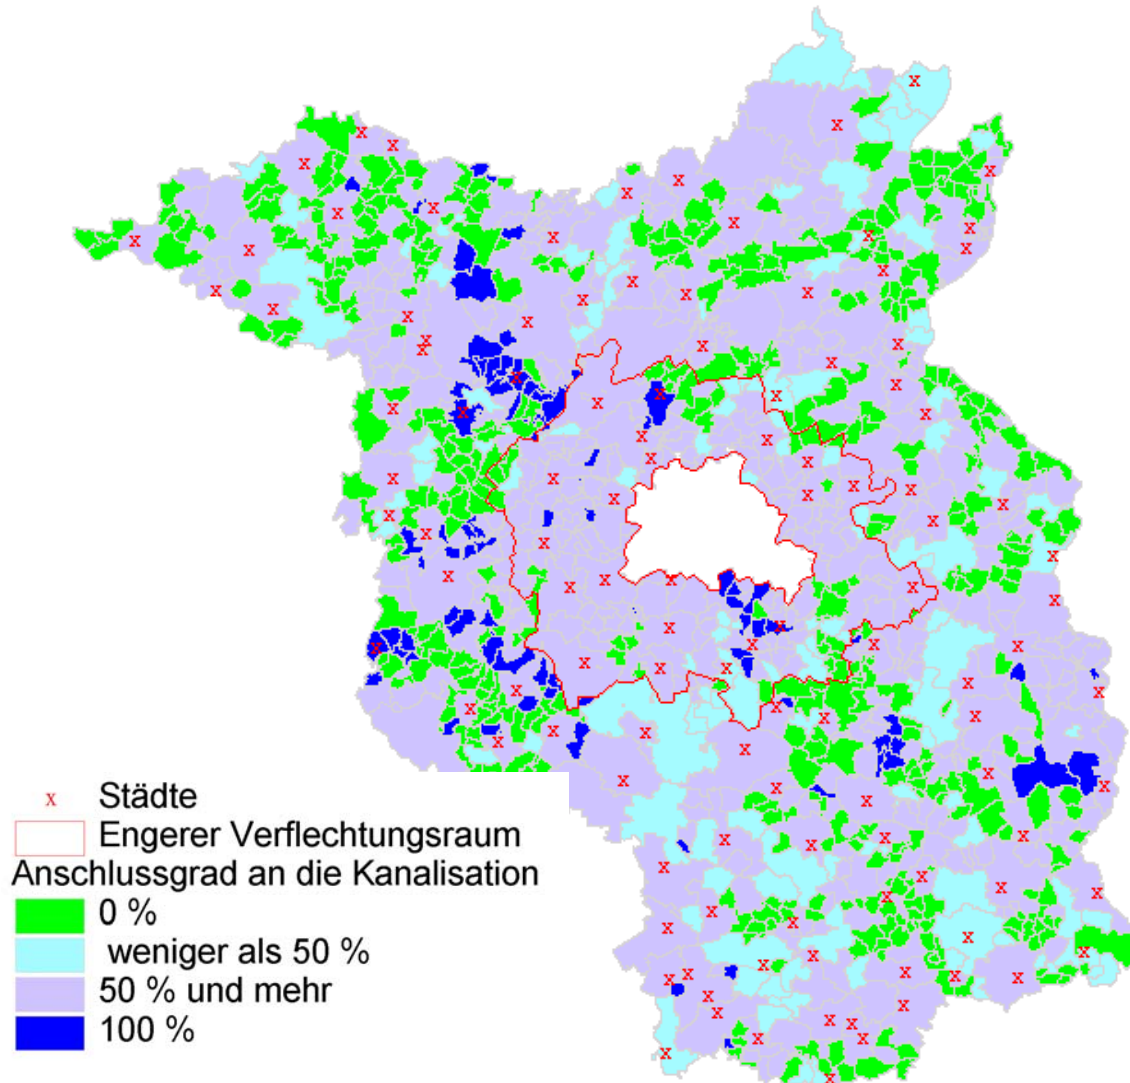 x Städte
Engerer Verflechtungsraum
Anschlussgrad an die Kanalisation
0 %
weniger als 50 %
50 % und mehr
100 %